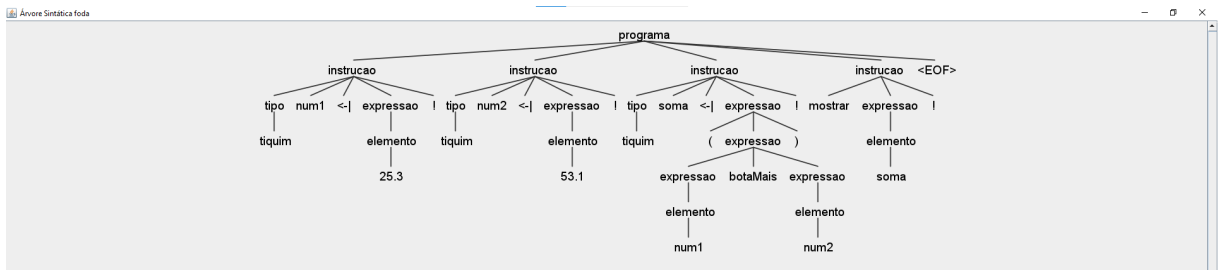 Árvore Sintática foda
programa
instrucao instrucao instrucao instrucao <EOF>
tipo num1 <-| expressao ! tipo num2 <-| expressao ! tipo soma <-| expressao ! mostrar expressao !
tiquim elemento tiquim elemento tiquim ( expressao ) elemento
25.3 53.1 expressao botaMais expressao soma
elemento elemento
num1 num2